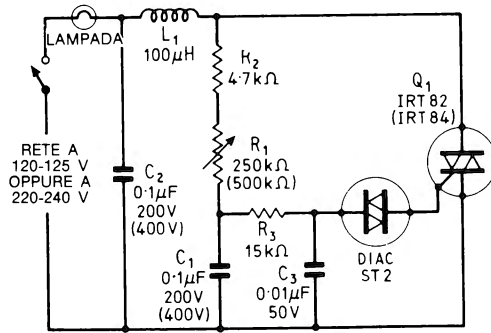 LAMPADA
L1
100µH
R2
4.7kΩ
Q1
IRT82
(IRT84)
RETE A
120-125 V
OPPURE A
220-240 V
R1
250kΩ
(500kΩ)
C2
0·1µF
200V
(400V)
R3
15kΩ
DIAC
ST2
C1
0·1µF
200V
(400V)
C3
0·01µF
50V